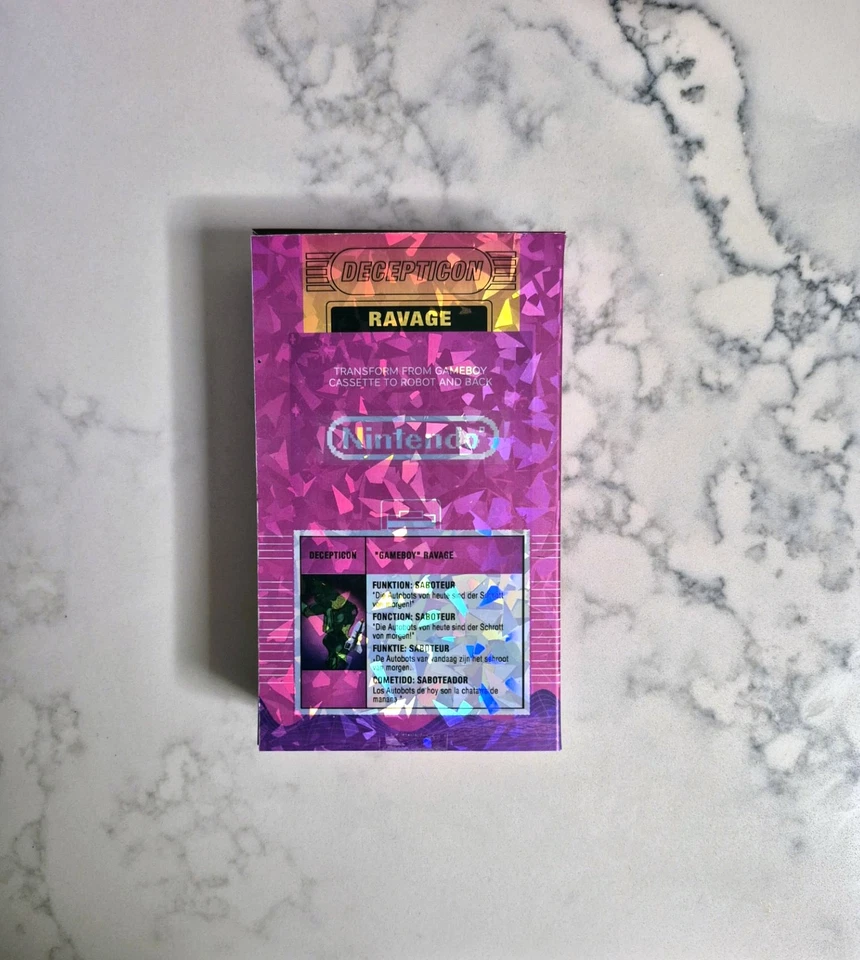 DECEPTICON
RAVAGE
TRANSFORM FROM GAMEBOY
CASSETTE TO ROBOT AND BACK
Nintendo
DECEPTICON
"GAMEBOY" RAVAGE
FUNKTION: SABOTEUR
"Die Autobots von heute sind der Schrott
von morgen!"
FONCTION: SABOTEUR
"Die Autobots von heute sind der Schrott
von morgen!"
FUNKTIE: SABOTEUR
"De Autobots van vandaag zijn het schroot
van morgen.
COMETIDO: SABOTEADOR
Los Autobots de hoy son la chatarra de
manana."